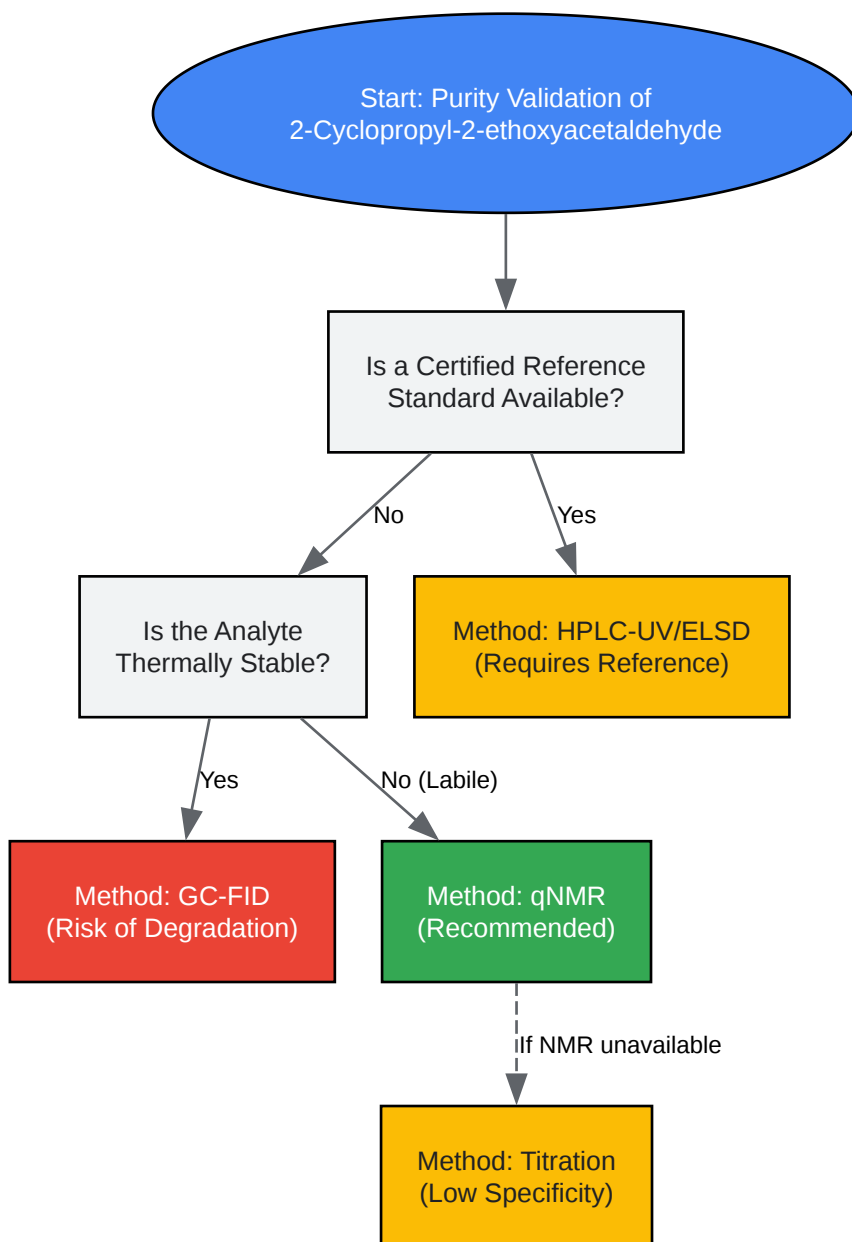 Start: Purity Validation of
2-Cyclopropyl-2-ethoxyacetaldehyde
Is a Certified Reference
Standard Available?
No
Yes
Is the Analyte
Thermally Stable?
Method: HPLC-UV/ELSD
(Requires Reference)
Yes
No (Labile)
Method: GC-FID
(Risk of Degradation)
Method: qNMR
(Recommended)
If NMR unavailable
Method: Titration
(Low Specificity)